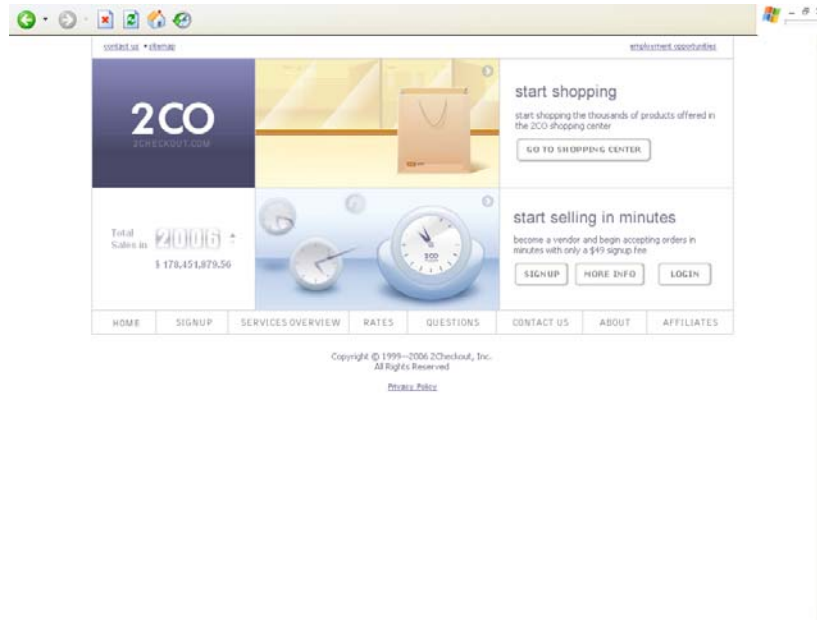 contact us • sitemap
employment opportunities
2CO
2CHECKOUT.COM
start shopping
start shopping the thousands of products offered in
the 2CO shopping center
GO TO SHOPPING CENTER
Total
Sales in
2006
$ 178,451,879.56
2CO
start selling in minutes
become a vendor and begin accepting orders in
minutes with only a $49 signup fee
SIGNUP
MORE INFO
LOGIN
HOME
SIGNUP
SERVICES OVERVIEW
RATES
QUESTIONS
CONTACT US
ABOUT
AFFILIATES
Copyright © 1999—2006 2Checkout, Inc.
All Rights Reserved
Privacy Policy